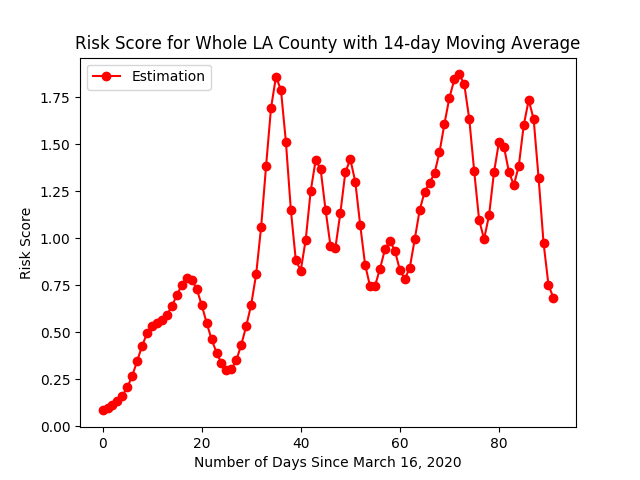 Risk Score for Whole LA County with 14-day Moving Average
Estimation
1.75
1.50
1.25
1.00
0.75
0.50
0.25
0.00
Risk Score
0 20 40 60 80
Number of Days Since March 16, 2020